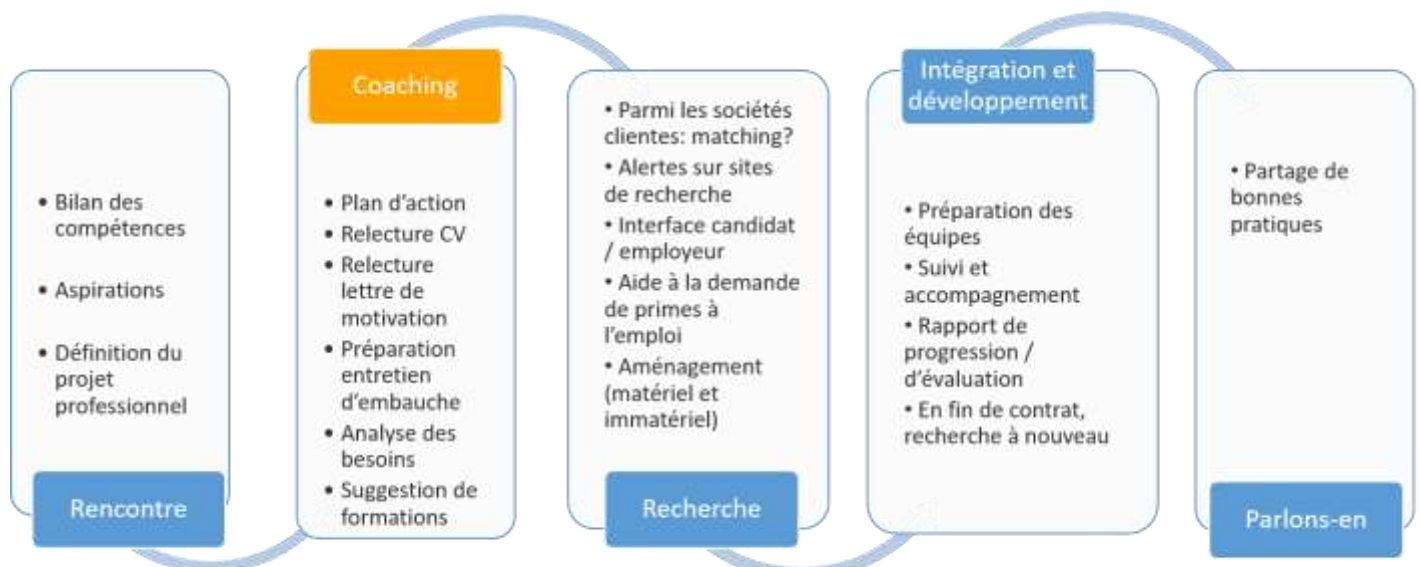 • Bilan des
compétences
• Aspirations
• Définition du
projet
professionnel
Rencontre
Coaching
• Plan d'action
• Relecture CV
• Relecture
lettre de
motivation
• Préparation
entretien
d'embauche
• Analyse des
besoins
• Suggestion de
formations
• Parmi les sociétés
clientes: matching?
• Alertes sur sites
de recherche
• Interface candidat
/ employeur
• Aide à la demande
de primes à
l'emploi
• Aménagement
(matériel et
immatériel)
Recherche
Intégration et
développement
• Préparation des
équipes
• Suivi et
accompagnement
• Rapport de
progression /
d'évaluation
• En fin de contrat,
recherche à nouveau
• Partage de
bonnes
pratiques
Parlons-en